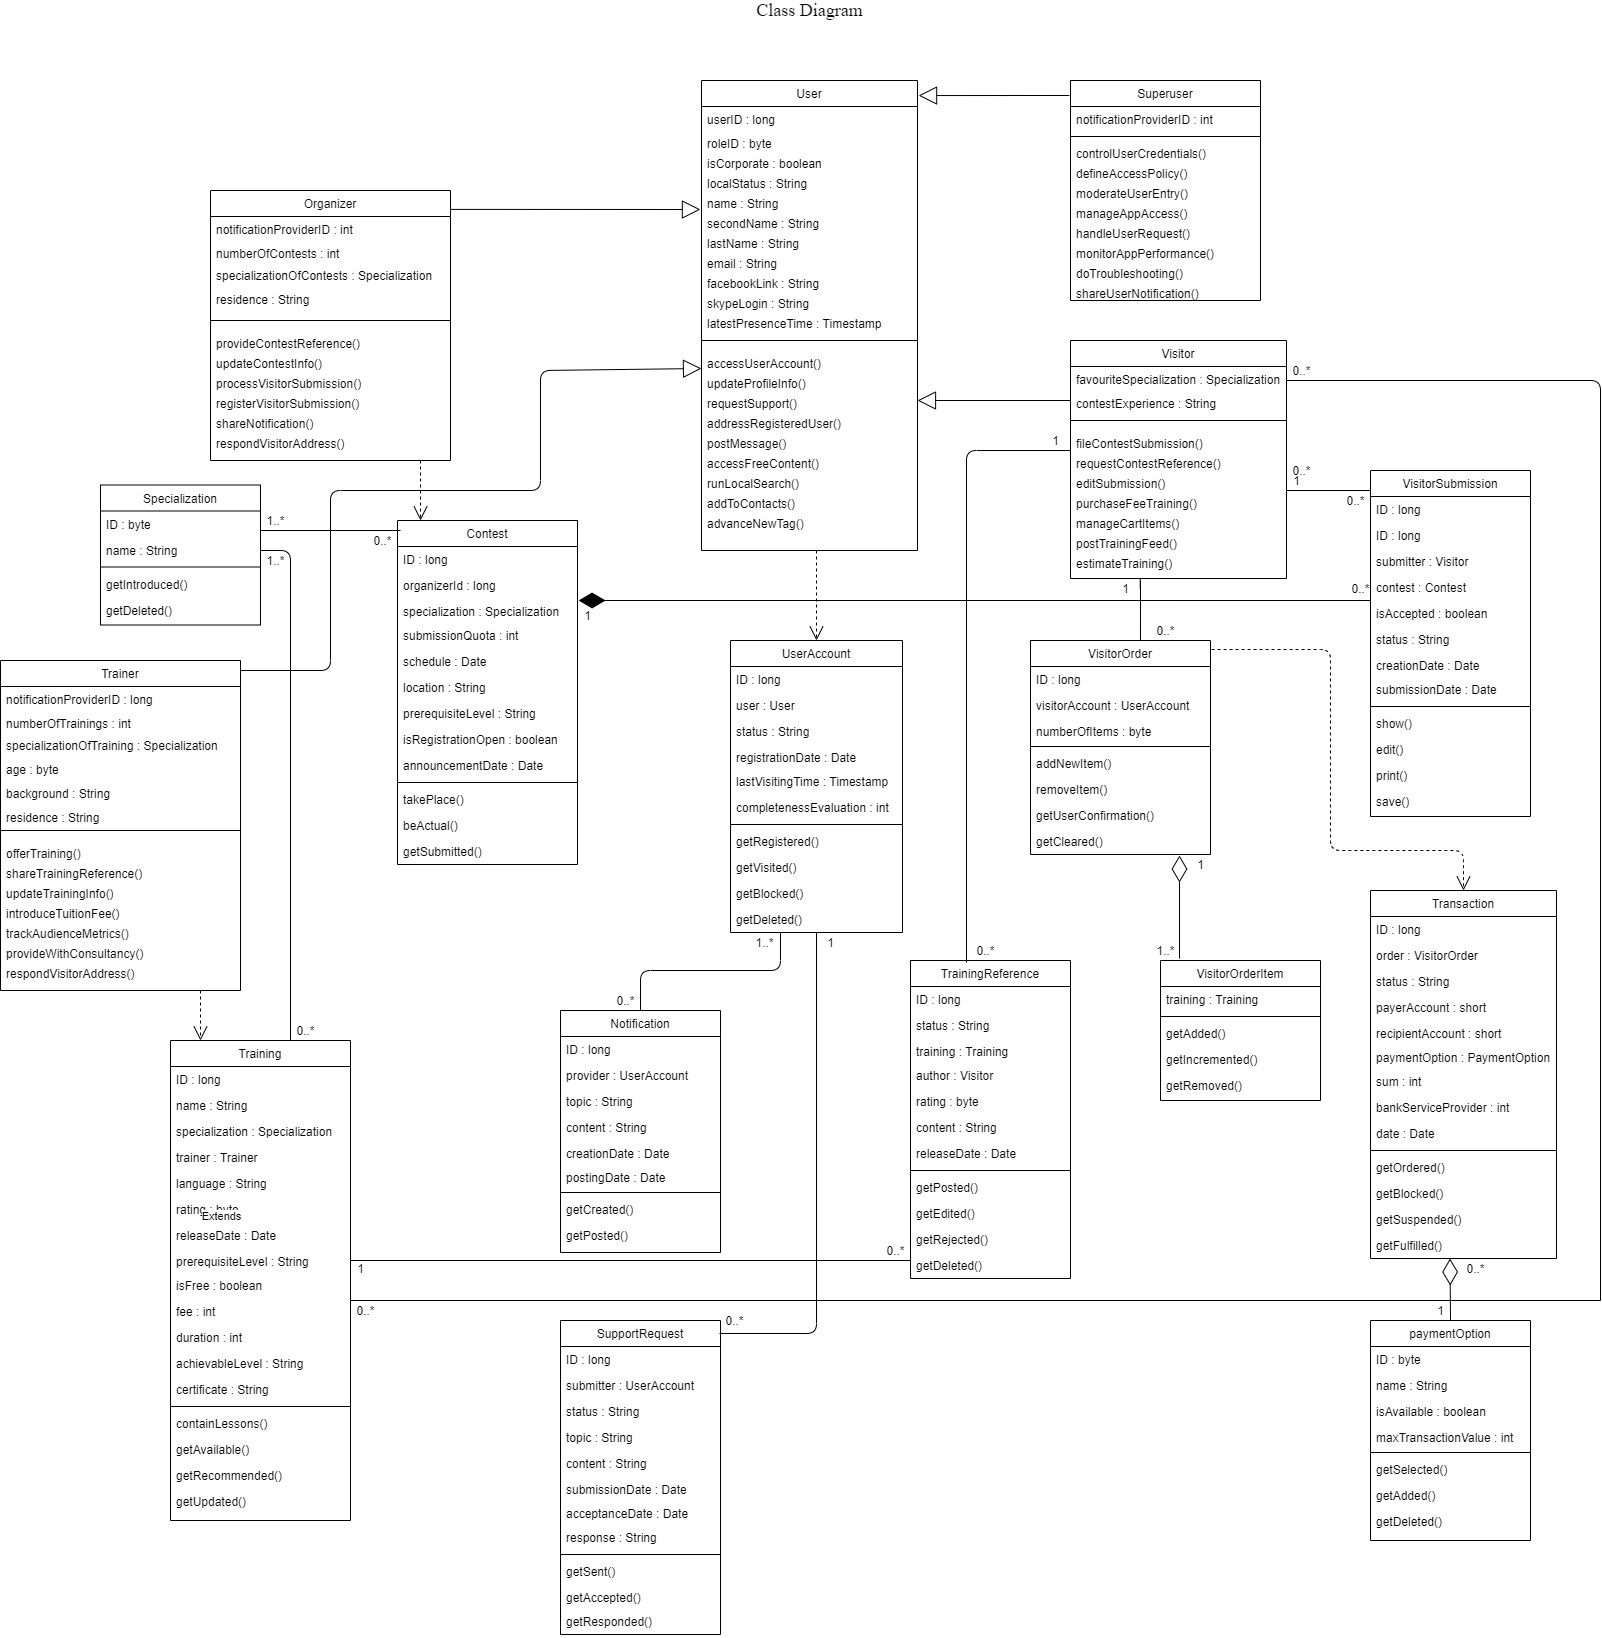 Class Diagram
User
userID : long
roleID : byte
isCorporate : boolean
localStatus : String
name : String
secondName : String
lastName : String
email : String
facebookLink : String
skypeLogin : String
latestPresenceTime : Timestamp
accessUserAccount()
updateProfileInfo()
requestSupport()
addressRegisteredUser()
postMessage()
accessFreeContent()
runLocalSearch()
addToContacts()
advanceNewTag()
Superuser
notificationProviderID : int
controlUserCredentials()
defineAccessPolicy()
moderateUserEntry()
manageAppAccess()
handleUserRequest()
monitorAppPerformance()
doTroubleshooting()
shareUserNotification()
Organizer
notificationProviderID : int
numberOfContests : int
specializationOfContests : Specialization
residence : String
provideContestReference()
updateContestInfo()
processVisitorSubmission()
registerVisitorSubmission()
shareNotification()
respondVisitorAddress()
Visitor
favouriteSpecialization : Specialization
contestExperience : String
fileContestSubmission()
requestContestReference()
editSubmission()
purchaseFeeTraining()
manageCartItems()
postTrainingFeed()
estimateTraining()
0..*
1
0..*
1
0..*
VisitorSubmission
ID : long
ID : long
submitter : Visitor
contest : Contest
isAccepted : boolean
status : String
creationDate : Date
submissionDate : Date
show()
edit()
print()
save()
Specialization
ID : byte
name : String
getIntroduced()
getDeleted()
1..*
0..*
1..*
Contest
ID : long
organizerId : long
specialization : Specialization
submissionQuota : int
schedule : Date
location : String
prerequisiteLevel : String
isRegistrationOpen : boolean
announcementDate : Date
takePlace()
beActual()
getSubmitted()
1
0..*
1
0..*
Trainer
notificationProviderID : long
numberOfTrainings : int
specializationOfTraining : Specialization
age : byte
background : String
residence : String
offerTraining()
shareTrainingReference()
updateTrainingInfo()
introduceTuitionFee()
trackAudienceMetrics()
provideWithConsultancy()
respondVisitorAddress()
UserAccount
ID : long
user : User
status : String
registrationDate : Date
lastVisitingTime : Timestamp
completenessEvaluation : int
getRegistered()
getVisited()
getBlocked()
getDeleted()
1..*
1
VisitorOrder
ID : long
visitorAccount : UserAccount
numberOfItems : byte
addNewItem()
removeItem()
getUserConfirmation()
getCleared()
1
1..*
0..*
Transaction
ID : long
order : VisitorOrder
status : String
payerAccount : short
recipientAccount : short
paymentOption : PaymentOption
sum : int
bankServiceProvider : int
date : Date
getOrdered()
getBlocked()
getSuspended()
getFulfilled()
0..*
1
TrainingReference
ID : long
status : String
training : Training
author : Visitor
rating : byte
content : String
releaseDate : Date
getPosted()
getEdited()
getRejected()
getDeleted()
VisitorOrderItem
training : Training
getAdded()
getIncremented()
getRemoved()
0..*
Notification
ID : long
provider : UserAccount
topic : String
content : String
creationDate : Date
postingDate : Date
getCreated()
getPosted()
0..*
Training
ID : long
name : String
specialization : Specialization
trainer : Trainer
language : String
rating : byte
Extends
releaseDate : Date
prerequisiteLevel : String
isFree : boolean
fee : int
duration : int
achievableLevel : String
certificate : String
containLessons()
getAvailable()
getRecommended()
getUpdated()
1
0..*
0..*
0..*
SupportRequest
ID : long
submitter : UserAccount
status : String
topic : String
content : String
submissionDate : Date
acceptanceDate : Date
response : String
getSent()
getAccepted()
getResponded()
paymentOption
ID : byte
name : String
isAvailable : boolean
maxTransactionValue : int
getSelected()
getAdded()
getDeleted()